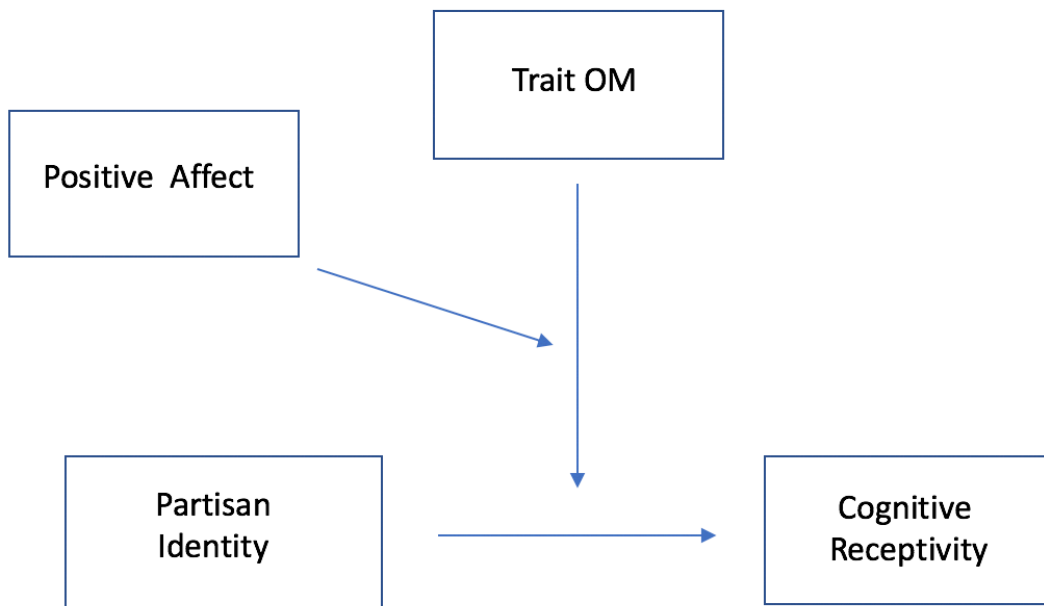 Trait OM
Positive  Affect
Partisan
Identity
Cognitive
Receptivity